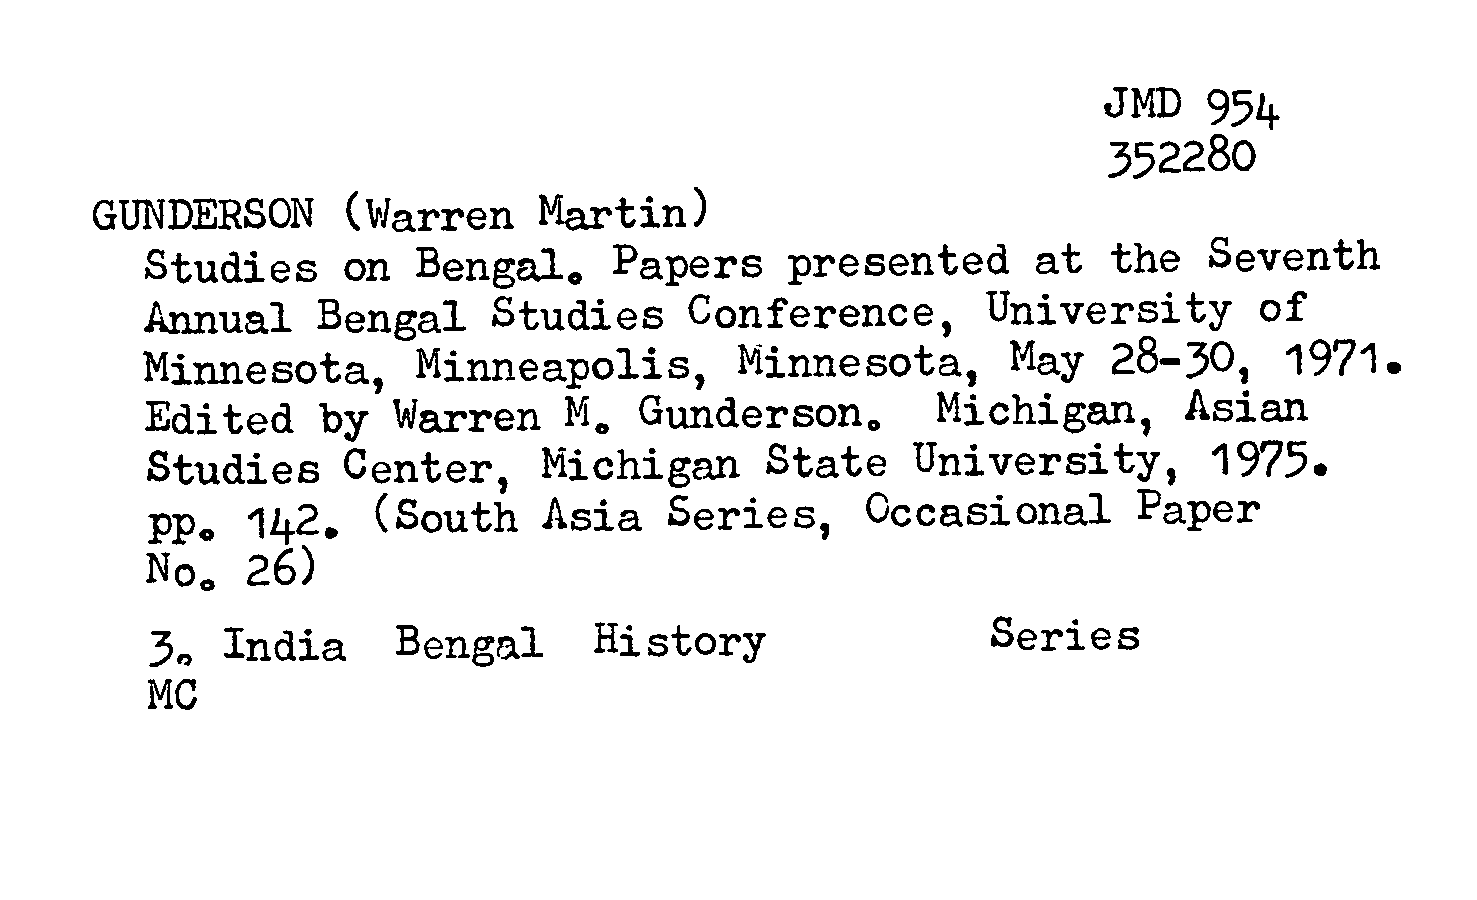 JMD 954
352280
GUNDERSON (Warren Martin)
Studies on Bengal. Papers presented at the Seventh
Annual Bengal Studies Conference, University of
Minnesota, Minneapolis, Minnesota, May 28-30, 1971.
Edited by Warren M. Gunderson. Michigan, Asian
Studies Center, Michigan State University, 1975.
pp. 142. (South Asia Series, Occasional Paper
No. 26)
3. India Bengal History Series
MC